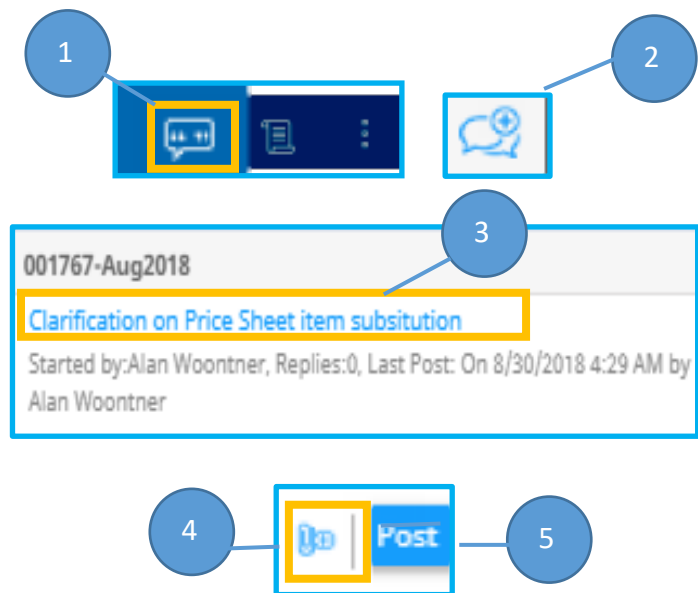 1
2
3
001767-Aug2018
Clarification on Price Sheet item subsitution
Started by:Alan Woontner, Replies:0, Last Post: On 8/30/2018 4:29 AM by
Alan Woontner
4
Post
5